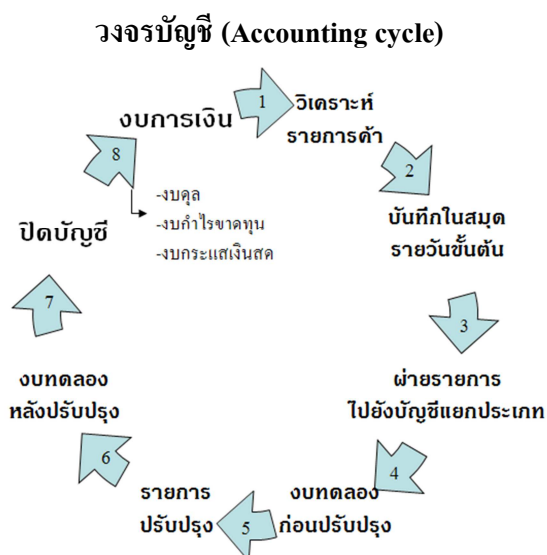 วงจรบัญชี (Accounting cycle)
1
วิเคราะห์
รายการค้า
2
บันทึกในสมุด
รายวันขั้นต้น
3
ผ่ายรายการ
ไปยังบัญชีแยกประเภท
4
งบทดลอง
ก่อนปรับปรุง
5
รายการ
ปรับปรุง
6
งบทดลอง
หลังปรับปรุง
7
ปิดบัญชี
8
งบการเงิน
-งบดุล
-งบกำไรขาดทุน
-งบกระแสเงินสด